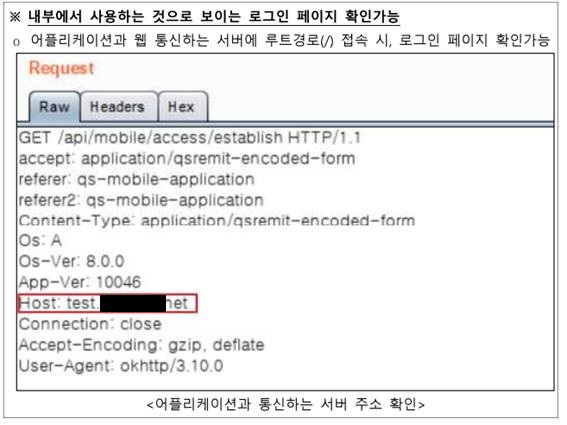 ※ 내부에서 사용하는 것으로 보이는 로그인 페이지 확인가능
o 어플리케이션과 웹 통신하는 서버에 루트경로(/) 접속 시, 로그인 페이지 확인가능
Request
Raw Headers Hex
GET /api/mobile/access/establish HTTP/1.1
accept: application/qsremit-encoded-form
referer: qs-mobile-application
referer2: qs-mobile-application
Content-Type: application/qsremit-encoded-form
Os: A
Os-Ver: 8.0.0
App-Ver: 10046
Host: test. net
Connection: close
Accept-Encoding: gzip, deflate
User-Agent: okhttp/3.10.0
<어플리케이션과 통신하는 서버 주소 확인>